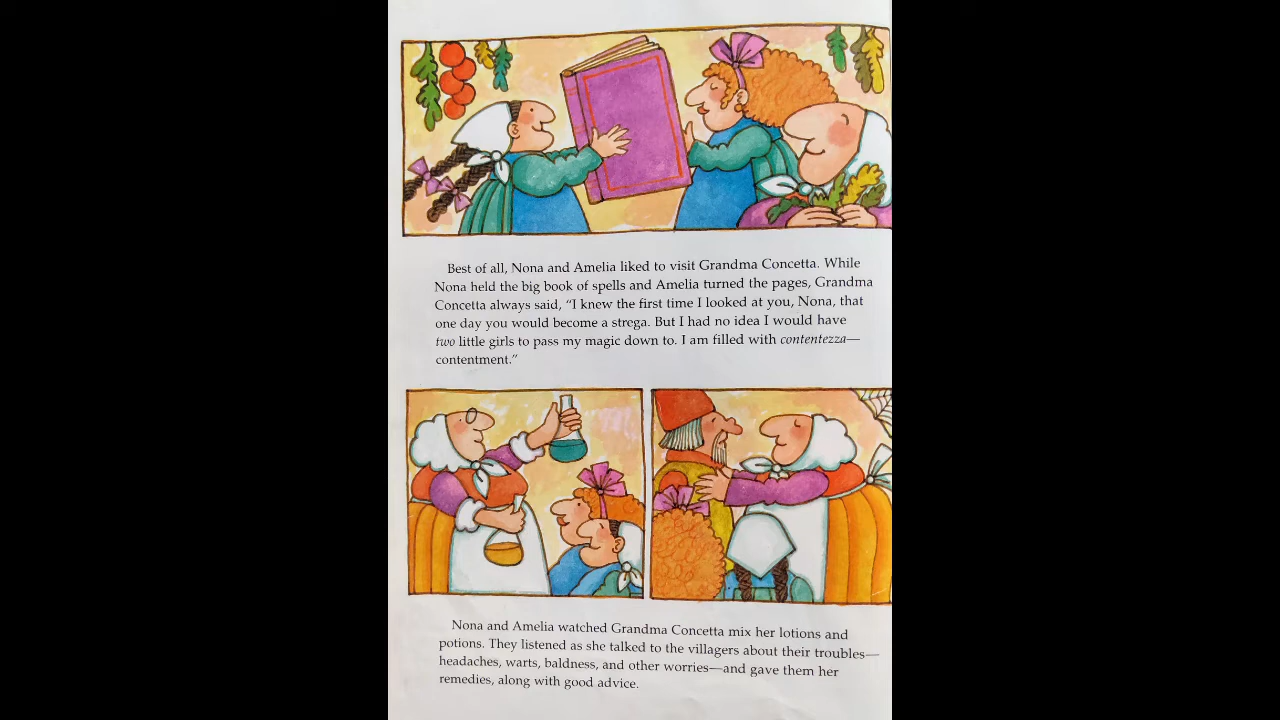 Best of all, Nona and Amelia liked to visit Grandma Concetta. While
Nona held the big book of spells and Amelia turned the pages, Grandma
Concetta always said, “I knew the first time I looked at you, Nona, that
one day you would become a strega. But I had no idea I would have
two little girls to pass my magic down to. I am filled with contentezza—
contentment.”
Nona and Amelia watched Grandma Concetta mix her lotions and
potions. They listened as she talked to the villagers about their troubles—
headaches, warts, baldness, and other worries—and gave them her
remedies, along with good advice.